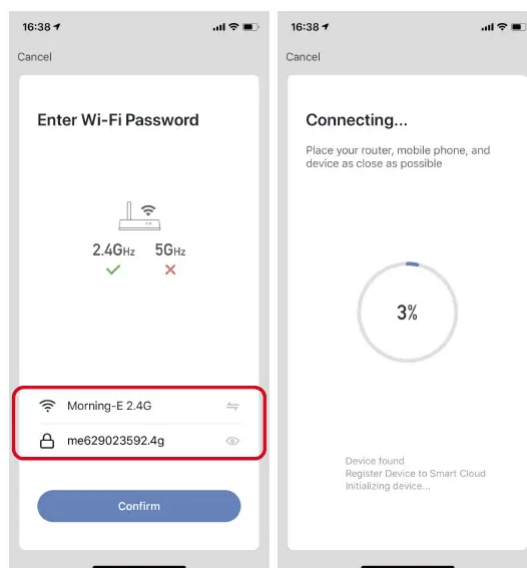 16:38
Cancel
Enter Wi-Fi Password
2.4GHz 5GHz
Morning-E 2.4G
me629023592.4g
Confirm
16:38
Cancel
Connecting...
Place your router, mobile phone, and
device as close as possible
3%
Device found
Register Device to Smart Cloud
Initializing device...